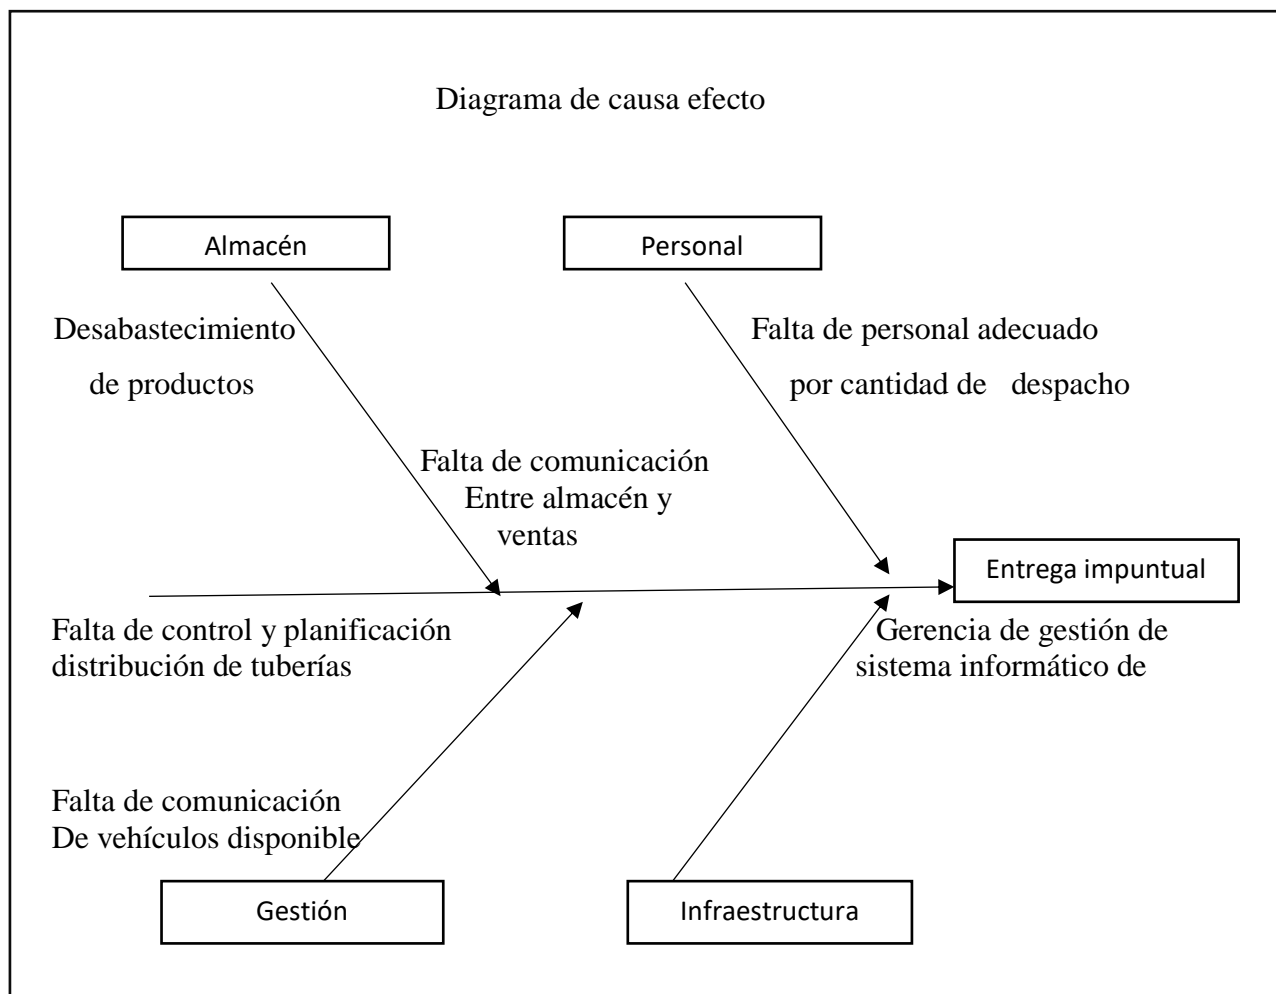 Diagrama de causa efecto
Almacén
Personal
Desabastecimiento
de productos
Falta de personal adecuado
por cantidad de despacho
Falta de comunicación
Entre almacén y
ventas
Entrega impuntual
Falta de control y planificación
distribución de tuberías
Gerencia de gestión de
sistema informático de
Falta de comunicación
De vehículos disponible
Gestión
Infraestructura